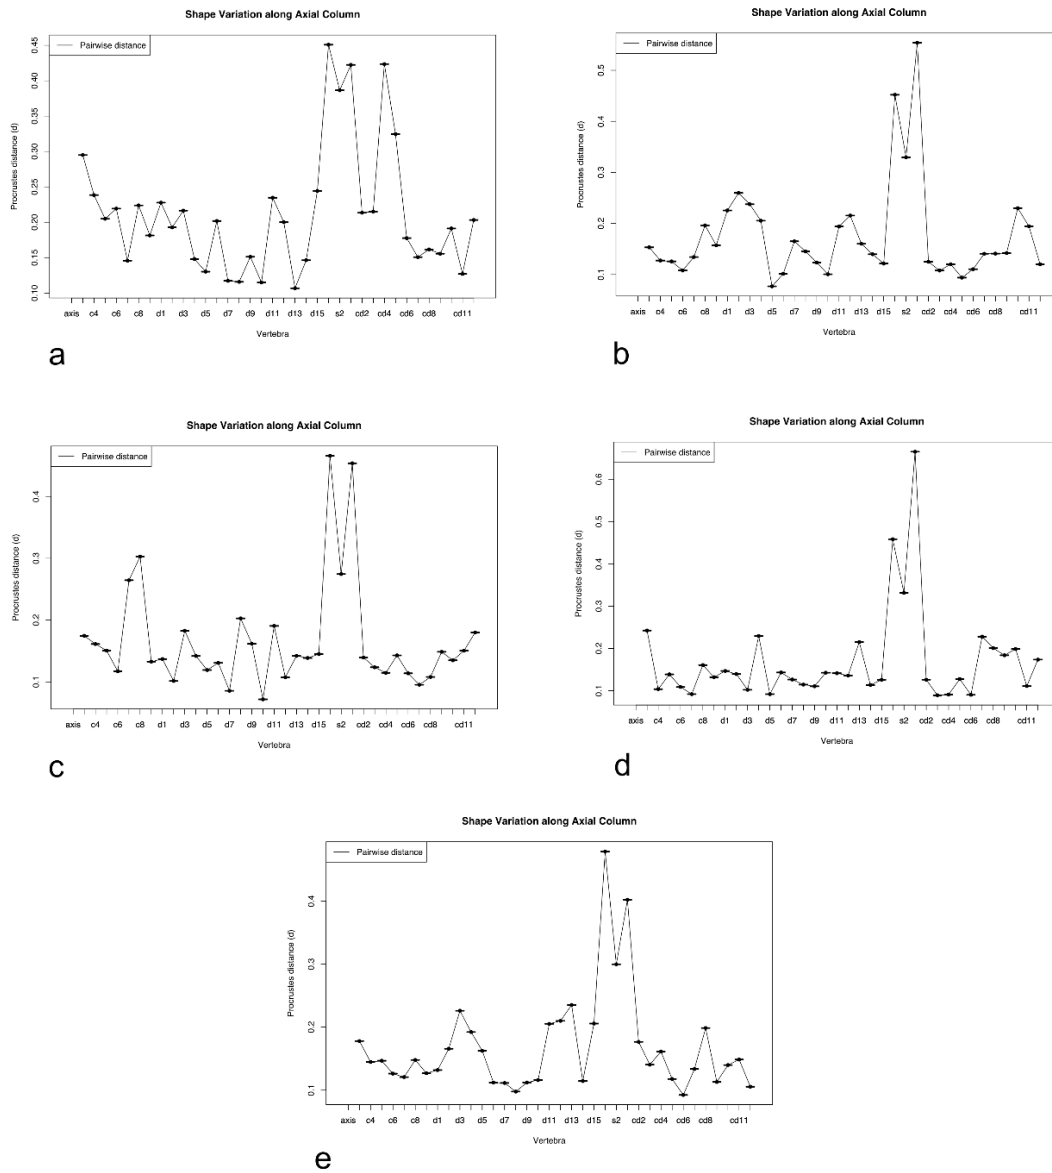 Shape Variation along Axial Column
Pairwise distance
Procrustes distance (d)
0.45
0.40
0.35
0.30
0.25
0.20
0.15
0.10
axis c4 c6 c8 d1 d3 d5 d7 d9 d11 d13 d15 s2 cd2 cd4 cd6 cd8 cd11
Vertebra
a
Shape Variation along Axial Column
Pairwise distance
Procrustes distance (d)
0.5
0.4
0.3
0.2
0.1
axis c4 c6 c8 d1 d3 d5 d7 d9 d11 d13 d15 s2 cd2 cd4 cd6 cd8 cd11
Vertebra
b
Shape Variation along Axial Column
Pairwise distance
Procrustes distance (d)
0.4
0.3
0.2
0.1
axis c4 c6 c8 d1 d3 d5 d7 d9 d11 d13 d15 s2 cd2 cd4 cd6 cd8 cd11
Vertebra
c
Shape Variation along Axial Column
Pairwise distance
Procrustes distance (d)
0.6
0.5
0.4
0.3
0.2
0.1
axis c4 c6 c8 d1 d3 d5 d7 d9 d11 d13 d15 s2 cd2 cd4 cd6 cd8 cd11
Vertebra
d
Shape Variation along Axial Column
Pairwise distance
Procrustes distance (d)
0.4
0.3
0.2
0.1
axis c4 c6 c8 d1 d3 d5 d7 d9 d11 d13 d15 s2 cd2 cd4 cd6 cd8 cd11
Vertebra
e